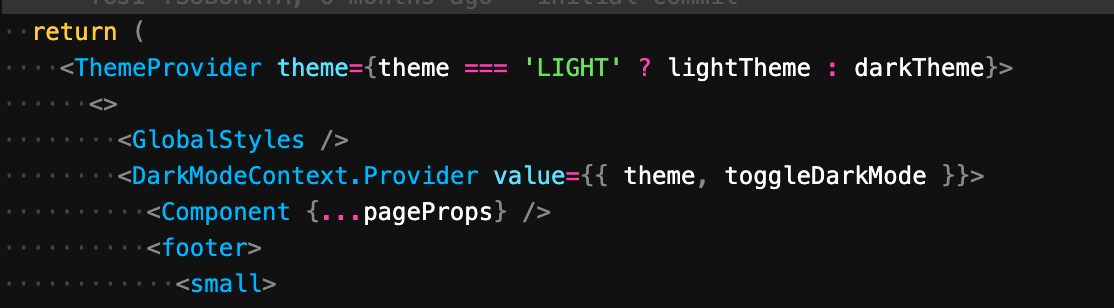 6 months ago initial commit
return (
<ThemeProvider theme={theme === 'LIGHT' ? lightTheme : darkTheme}>
<>
<GlobalStyles />
<DarkModeContext.Provider value={{ theme, toggleDarkMode }}>
<Component {...pageProps} />
<footer>
<small>